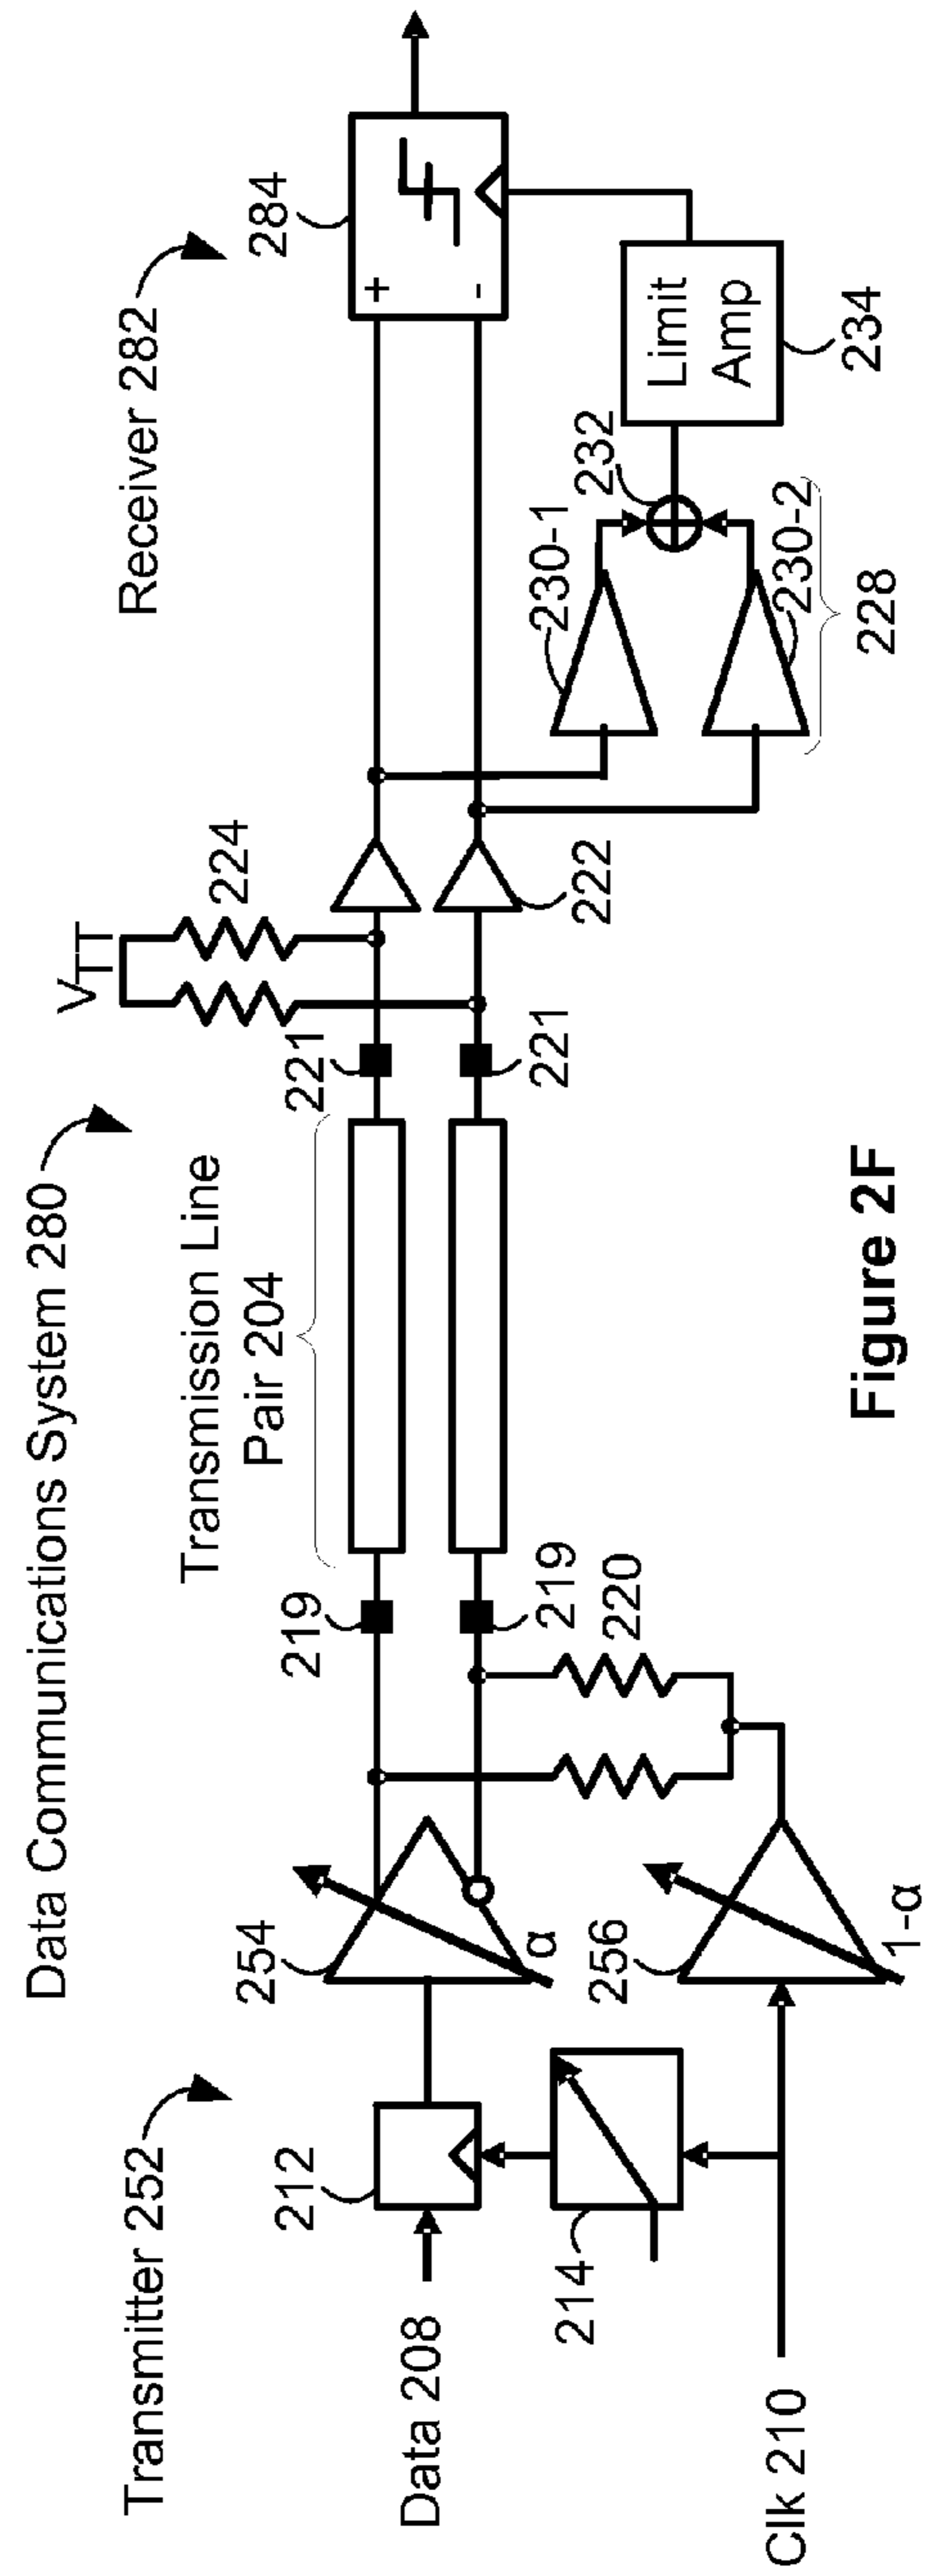 Data Communications System 280
Transmitter 252
Receiver 282
Transmission Line
Pair 204
V
TT
224
284
+
-
212
254
219
221
222
α
219
221
220
232
230-1
Limit
Amp
234
230-2
228
214
256
1-α
Data 208
Clk 210
Figure 2F